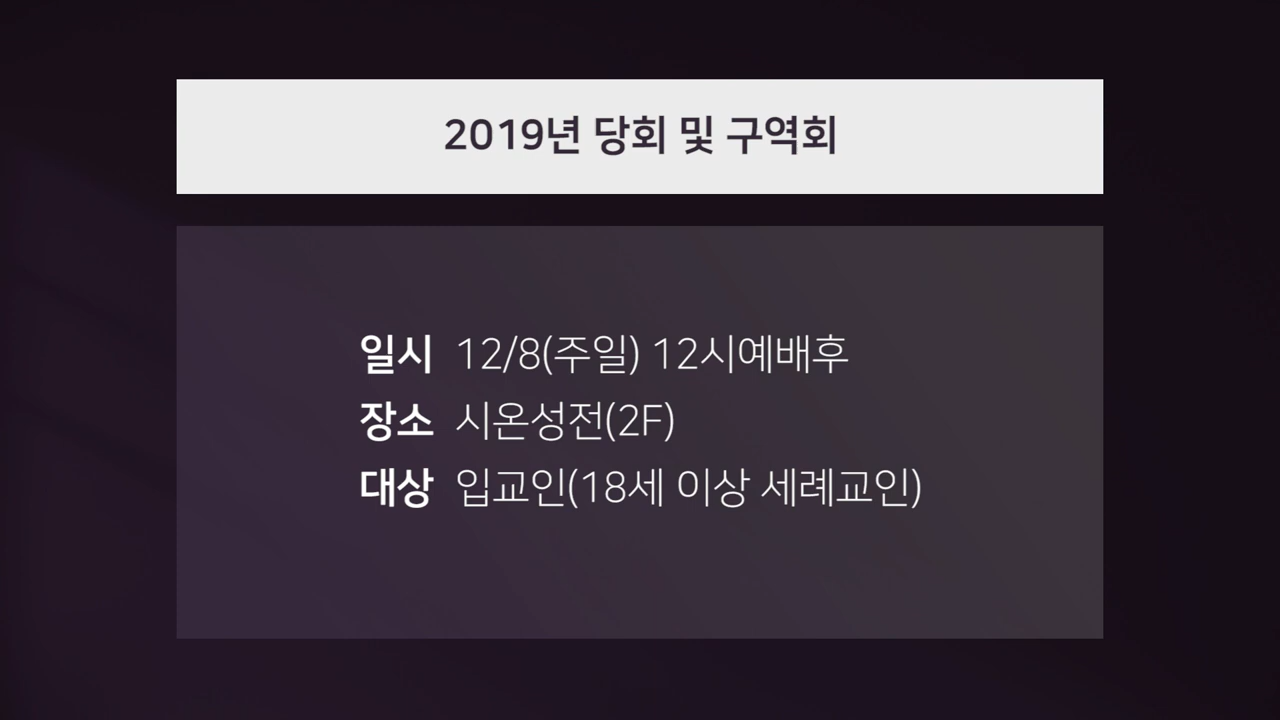 2019년 당회 및 구역회
일시 12/8(주일) 12시예배후
장소 시온성전(2F)
대상 입교인(18세 이상 세례교인)